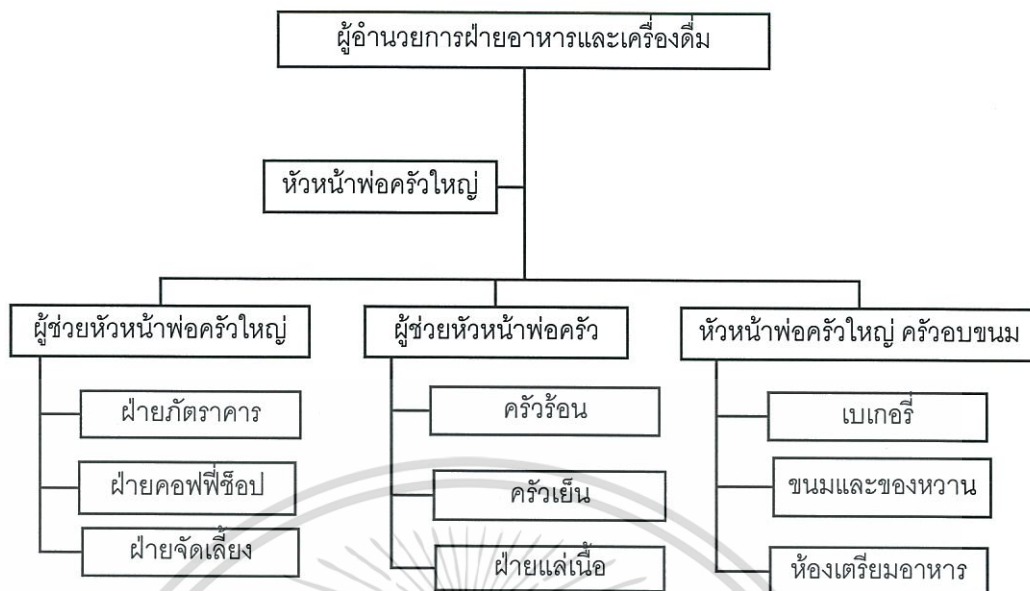 ผู้อำนวยการฝ่ายอาหารและเครื่องดื่ม
หัวหน้าพ่อครัวใหญ่
ผู้ช่วยหัวหน้าพ่อครัวใหญ่
ฝ่ายภัตราคาร
ฝ่ายคอฟฟี่ช็อป
ฝ่ายจัดเลี้ยง
ผู้ช่วยหัวหน้าพ่อครัว
ครัวร้อน
ครัวเย็น
ฝ่ายแล่เนื้อ
หัวหน้าพ่อครัวใหญ่ ครัวอบขนม
เบเกอรี่
ขนมและของหวาน
ห้องเตรียมอาหาร